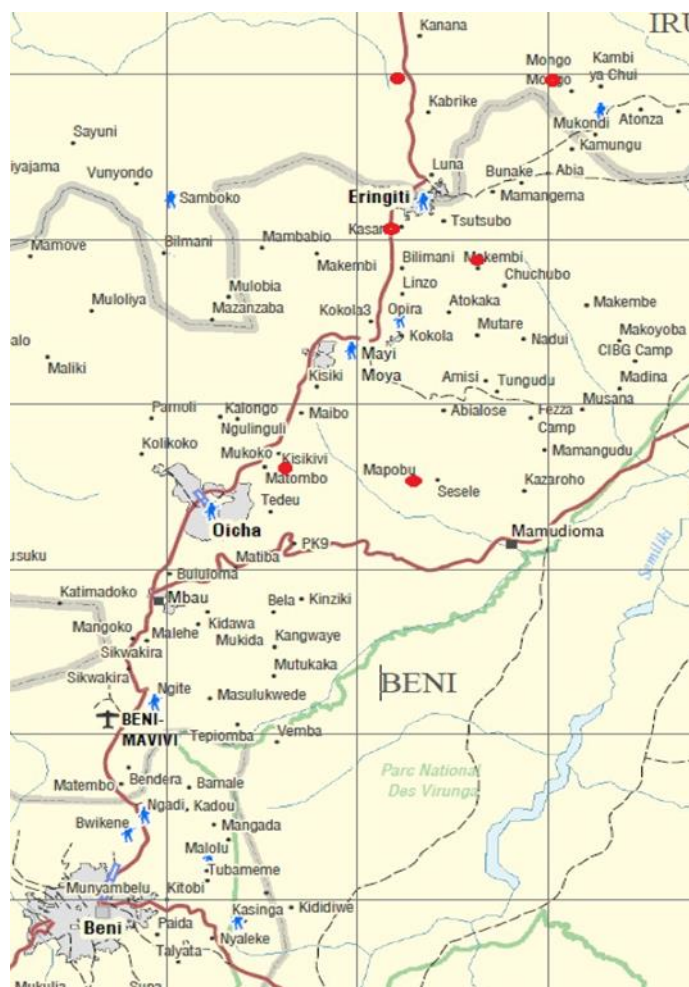 Kanana
IRU
Mongo
Mongo
Kambi
ya Chui
Kabrike
Mukondi
Atonza
Kamungu
Sayuni
iyajama
Vunyondo
Luna
Bunake
Abia
Samboko
Eringiti
Mamangema
Tsutsubo
Mamove
Bilmani
Mambabio
Makembi
Bilimani
Makembi
Linzo
Chuchubo
Mulobia
Muloliya
Mazanzaba
Kokola3
Opira
Atokaka
Makembe
alo
Kokola
Mutare
Nadui
Makoyoba
CIBG Camp
Maliki
Mayi
Moya
Kisiki
Amisi
Tungudu
Madina
Musana
Pamoli
Kalongo
Ngulinguli
Maibo
Abialose
Fezza
Camp
Kolikoko
Mukoko
Kisikivi
Matombo
Mamangudu
Mapobu
Sesele
Kazaroho
Tedeu
Oicha
Mamudioma
PK9
Matiba
usuku
Bululoma
Semiliki
Katimadoko
Mbau
Bela
Kinziki
Mangoko
Malehe
Kidawa
Mukida
Kangwaye
Sikwakira
Mutukaka
Sikwakira
Ngite
Masulukwede
BENI
BENI-
MAVIVI
Tepiomba
Vemba
Parc National
Des Virunga
Matembo
Bendera
Bamale
Ngadi
Kadou
Bwikene
Mangada
Malolu
Tubameme
Munyambelu
Kitobi
Kididiwe
Kasinga
Beni
Paida
Nyaleke
Talyata
Mukulia